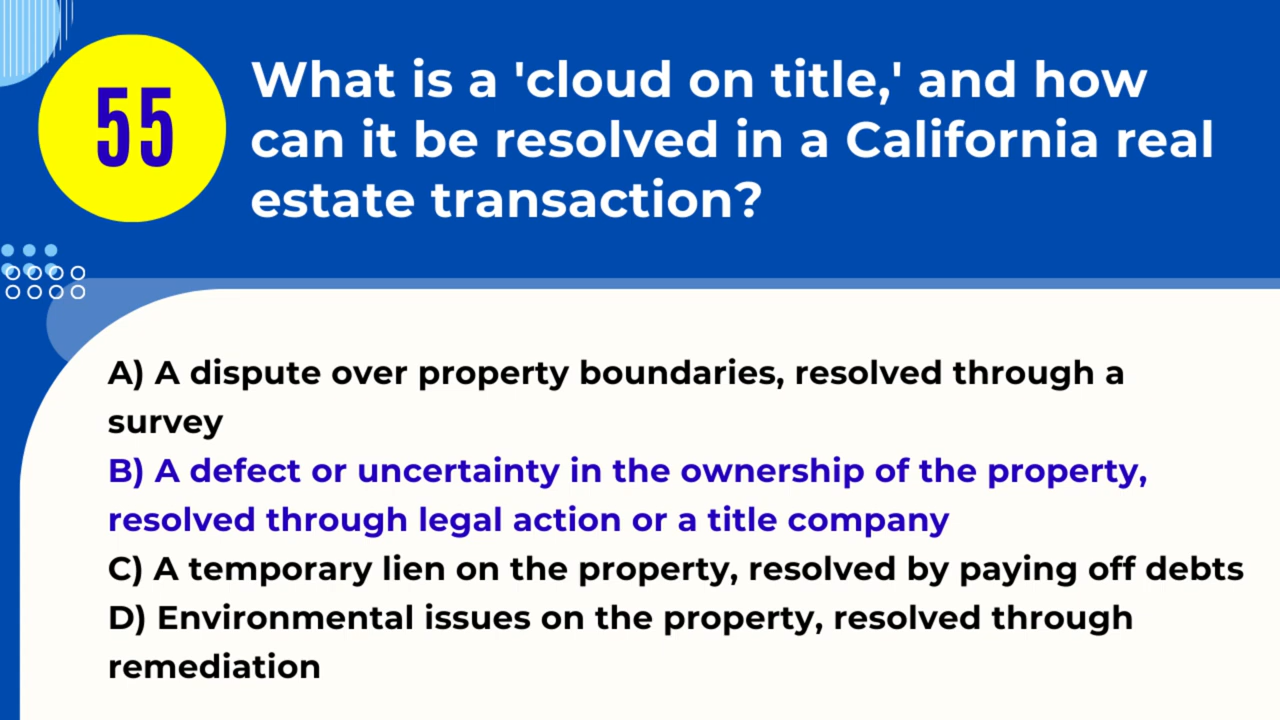 55
What is a 'cloud on title,' and how
can it be resolved in a California real
estate transaction?
A) A dispute over property boundaries, resolved through a
survey
B) A defect or uncertainty in the ownership of the property,
resolved through legal action or a title company
C) A temporary lien on the property, resolved by paying off debts
D) Environmental issues on the property, resolved through
remediation